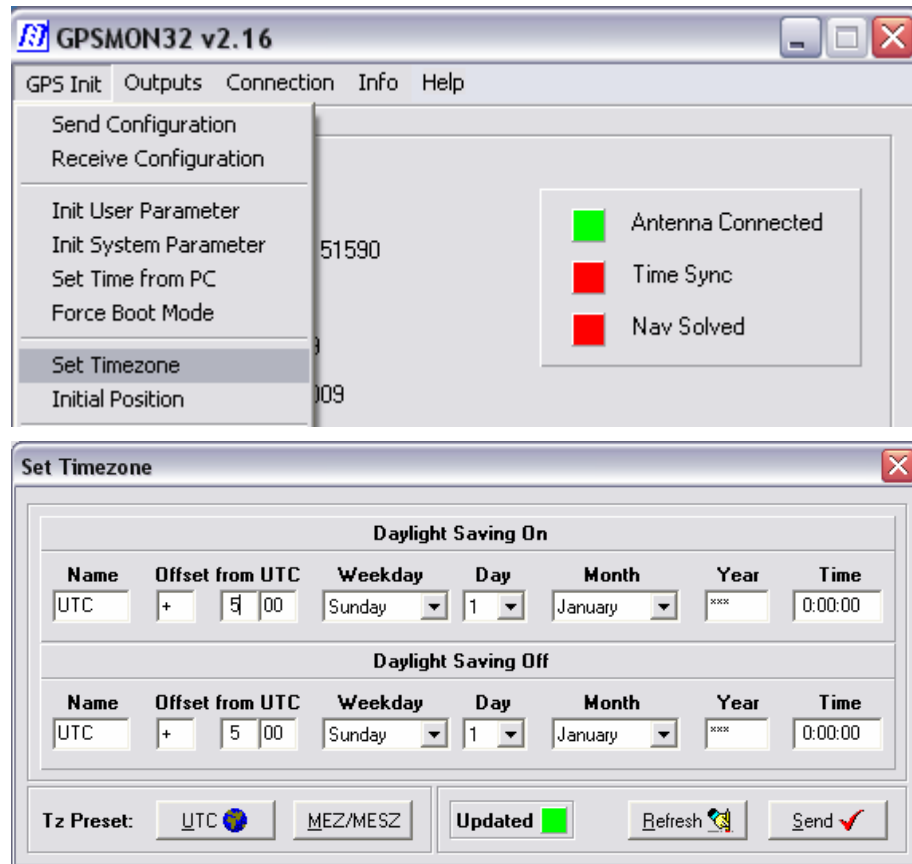 GPSMON32 v2.16
GPS Init Outputs Connection Info Help
Send Configuration
Receive Configuration
Init User Parameter
Init System Parameter
Set Time from PC
Force Boot Mode
Set Timezone
Initial Position
51590
009
Antenna Connected
Time Sync
Nav Solved
Set Timezone
Daylight Saving On
Name Offset from UTC Weekday Day Month Year Time
UTC + 5 00 Sunday 1 January *** 0:00:00
Daylight Saving Off
Name Offset from UTC Weekday Day Month Year Time
UTC + 5 00 Sunday 1 January *** 0:00:00
Tz Preset: UTC MEZ/MESZ Updated Refresh Send